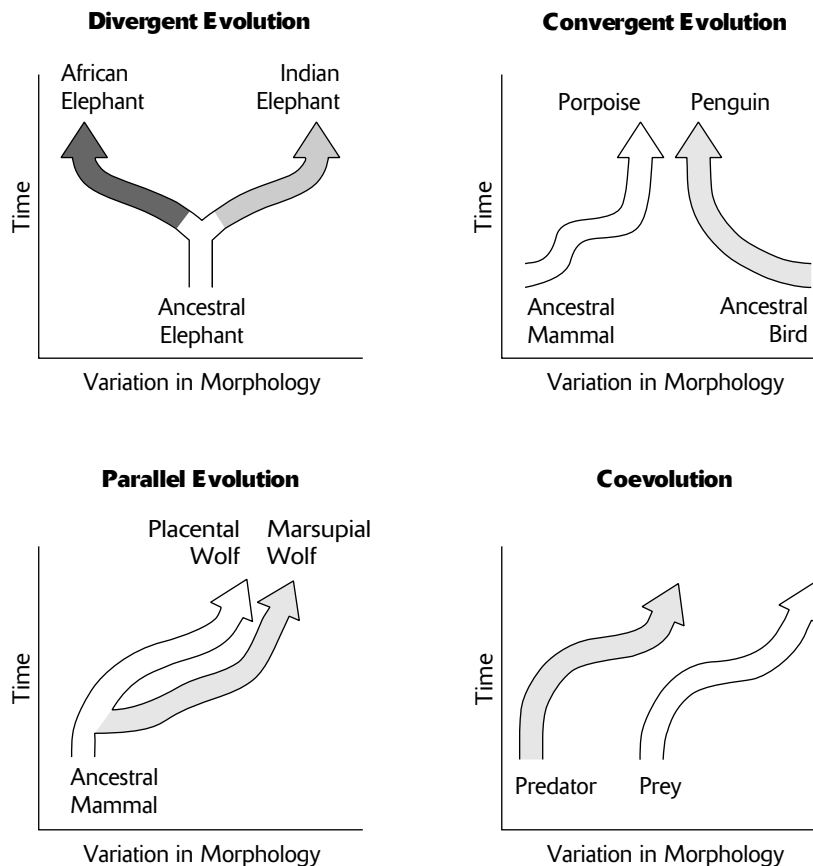 Divergent Evolution
African
Elephant
Indian
Elephant
Ancestral
Elephant
Time
Variation in Morphology
Convergent Evolution
Porpoise
Penguin
Ancestral
Mammal
Ancestral
Bird
Time
Variation in Morphology
Parallel Evolution
Placental
Wolf
Marsupial
Wolf
Ancestral
Mammal
Time
Variation in Morphology
Coevolution
Predator
Prey
Time
Variation in Morphology